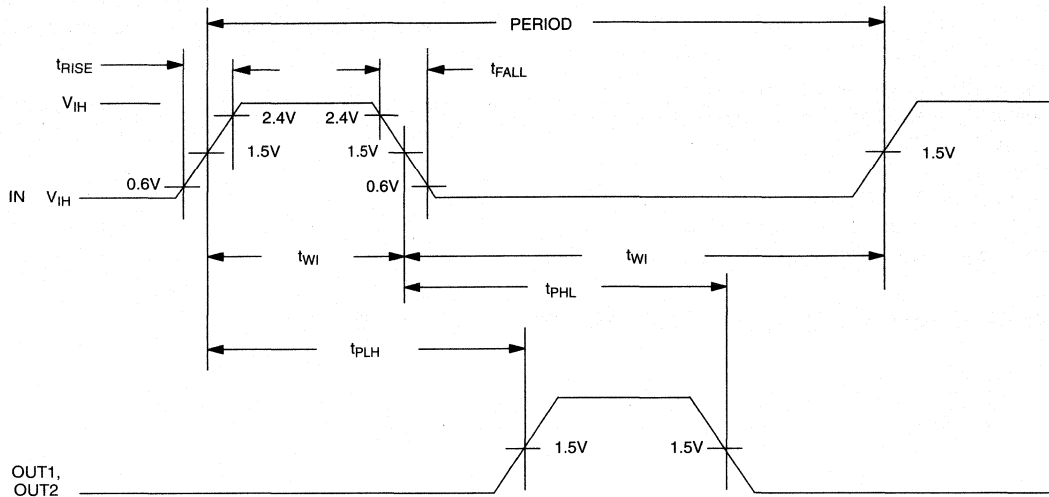 PERIOD
tRISE
tFALL
VIH
2.4V 2.4V
1.5V 1.5V 1.5V
0.6V 0.6V
IN VIH
tWI tWI
tPHL
tPLH
1.5V 1.5V
OUT1,
OUT2